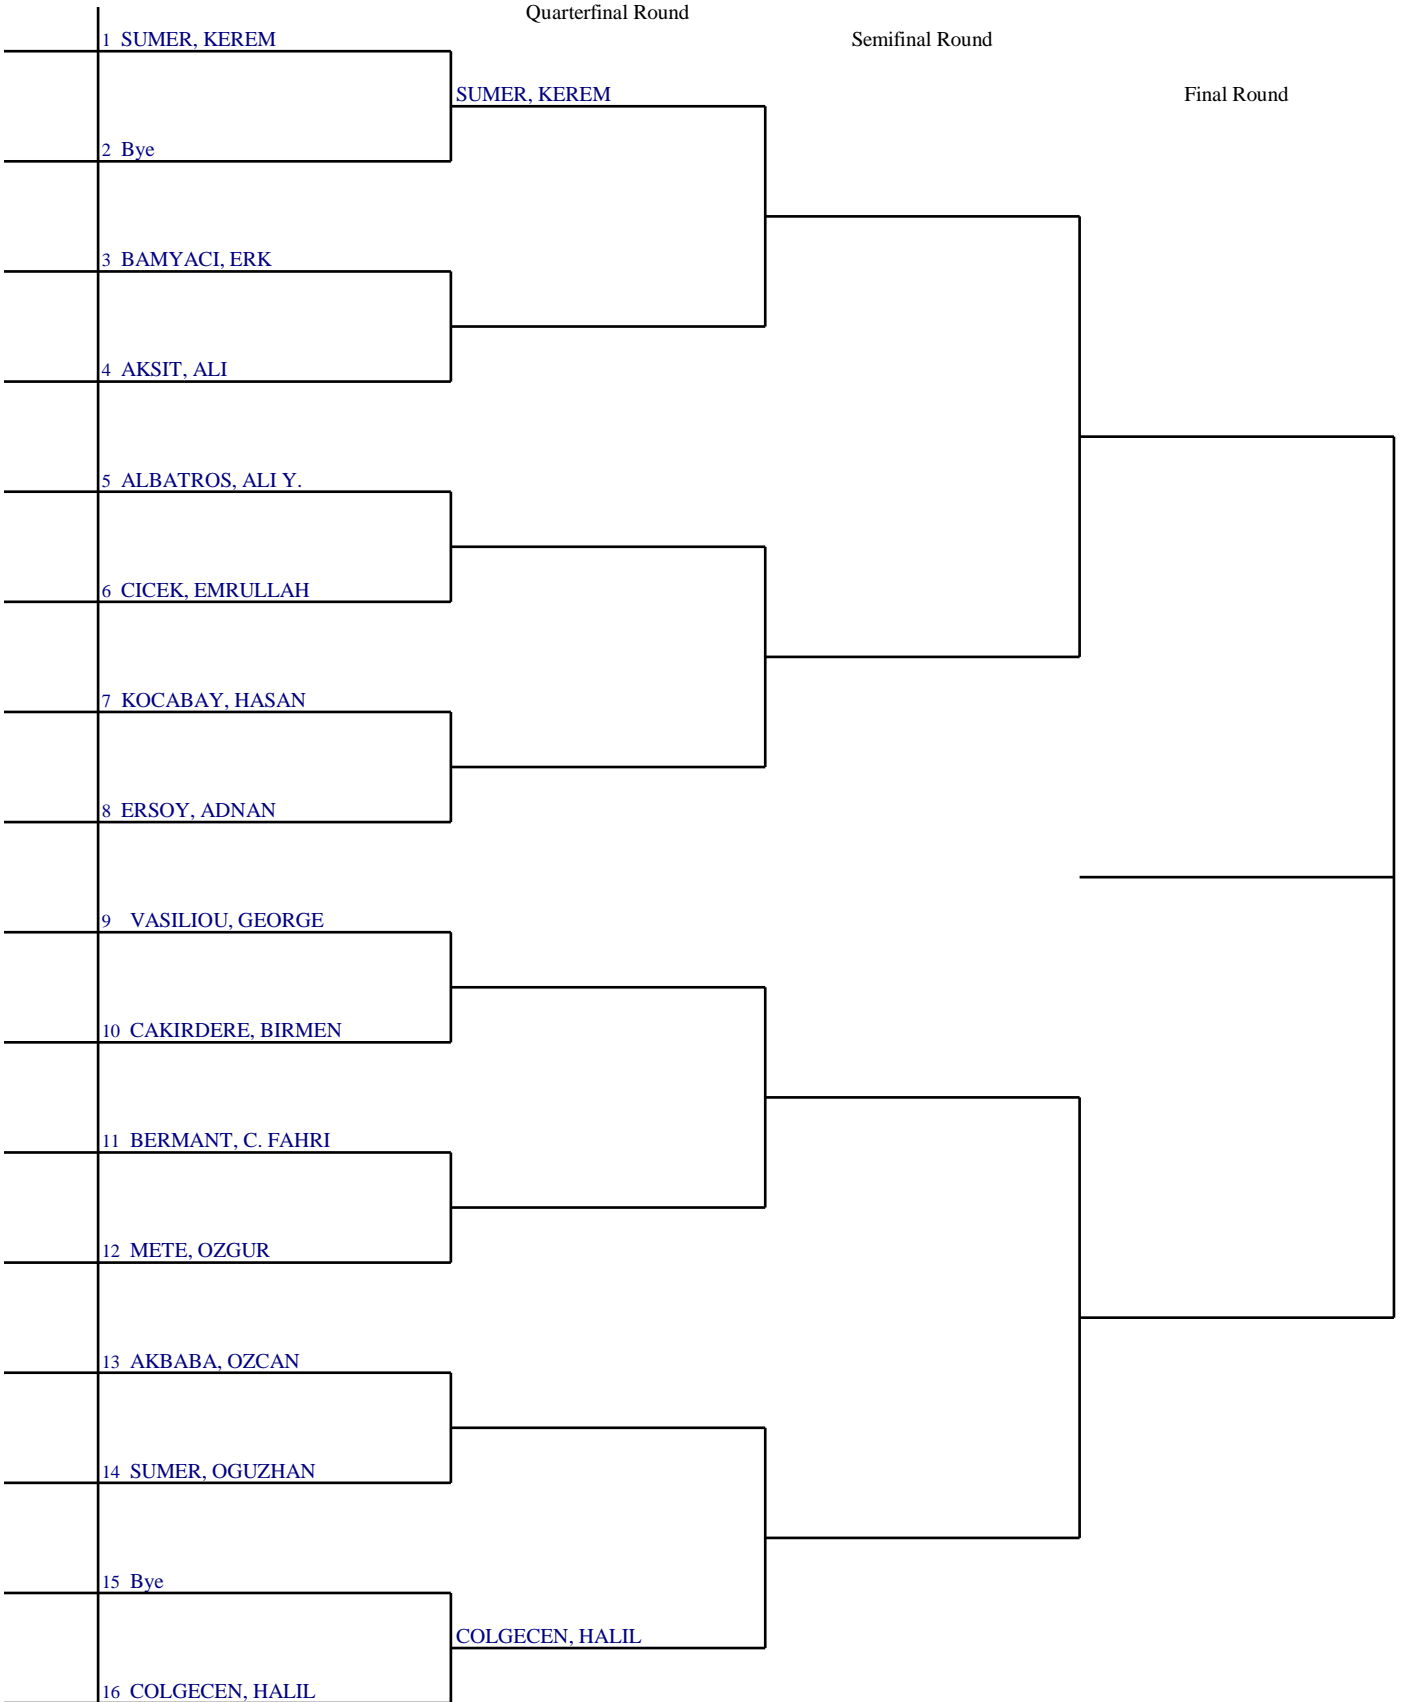 Quarterfinal Round
1 SUMER, KEREM
Semifinal Round
SUMER, KEREM
Final Round
2 Bye
3 BAMYACI, ERK
4 AKSIT, ALI
5 ALBATROS, ALI Y.
6 CICEK, EMRULLAH
7 KOCABAY, HASAN
8 ERSOY, ADNAN
9 VASILIOU, GEORGE
10 CAKIRDERE, BIRMEN
11 BERMANT, C. FAHRI
12 METE, OZGUR
13 AKBABA, OZCAN
14 SUMER, OGUZHAN
15 Bye
COLGECEN, HALIL
16 COLGECEN, HALIL